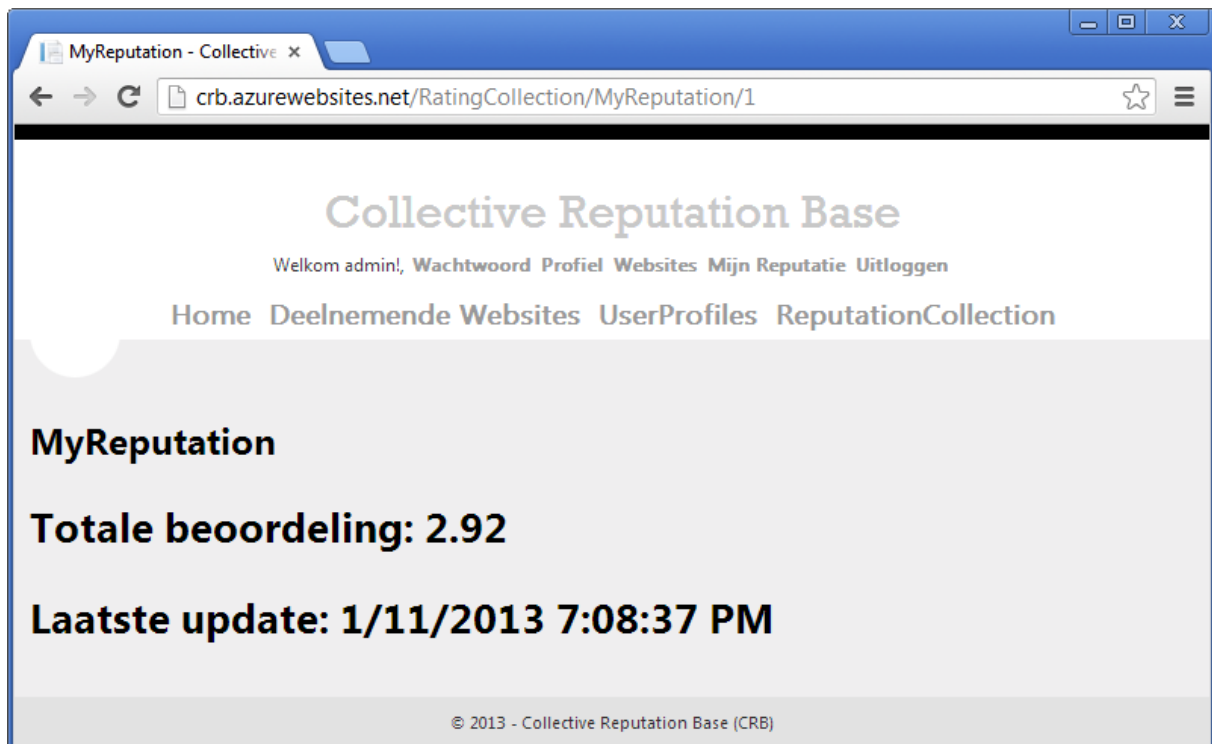 MyReputation - Collective
crb.azurewebsites.net/RatingCollection/MyReputation/1
Collective Reputation Base
Welkom admin!, Wachtwoord Profiel Websites Mijn Reputatie Uitloggen
Home Deelnemende Websites UserProfiles ReputationCollection
MyReputation
Totale beoordeling: 2.92
Laatste update: 1/11/2013 7:08:37 PM
© 2013 - Collective Reputation Base (CRB)